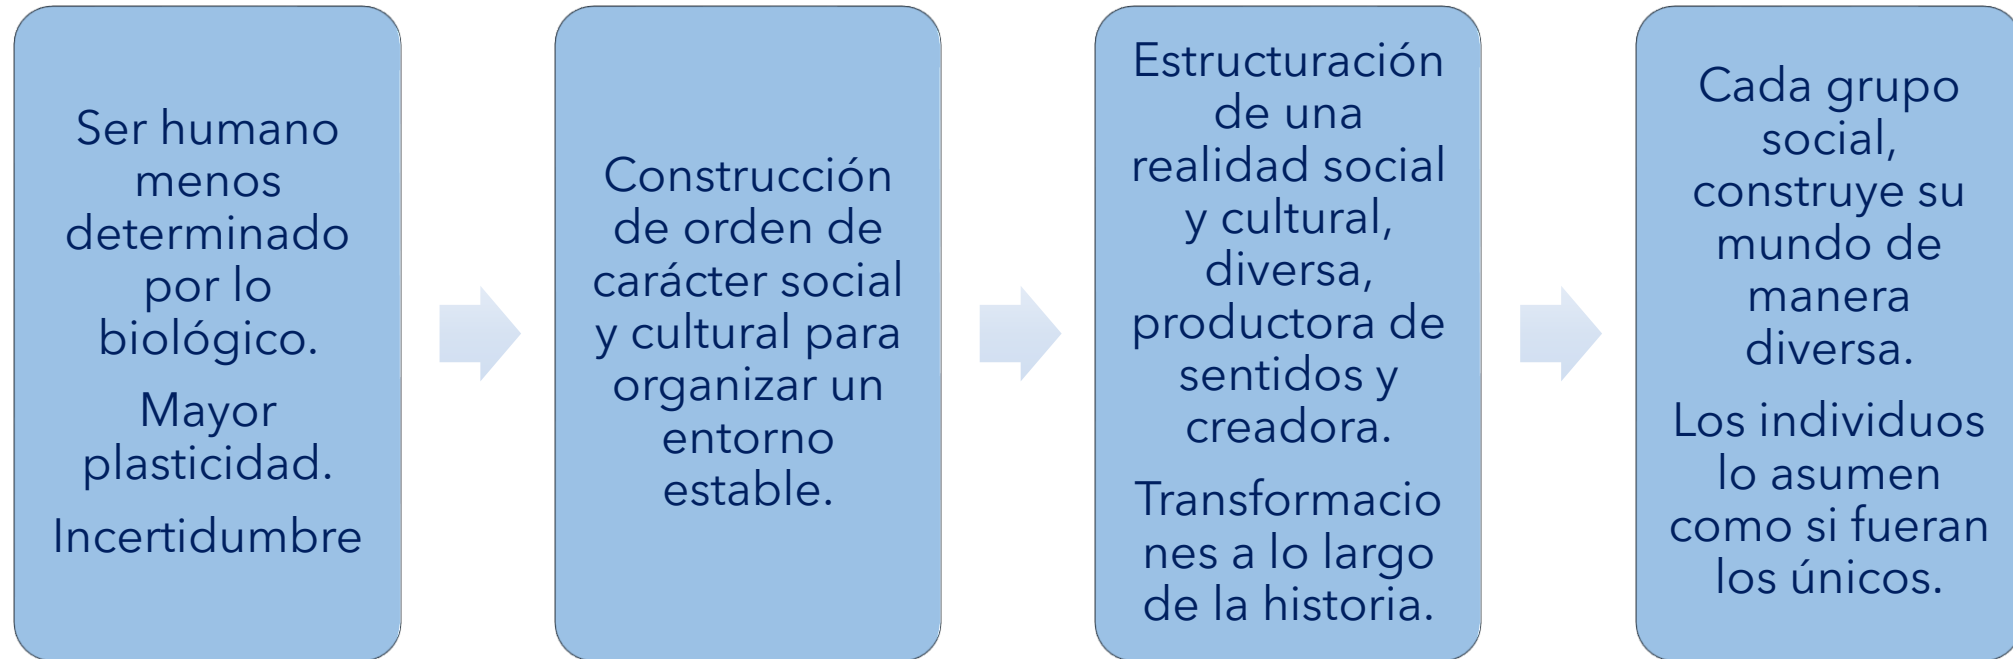 Ser humano
menos
determinado
por lo
biológico.
Mayor
plasticidad.
Incertidumbre
Construcción
de orden de
carácter social
y cultural para
organizar un
entorno
estable.
Estructuración
de una
realidad social
y cultural,
diversa,
productora de
sentidos y
creadora.
Transformacio
nes a lo largo
de la historia.
Cada grupo
social,
construye su
mundo de
manera
diversa.
Los individuos
lo asumen
como si fueran
los únicos.